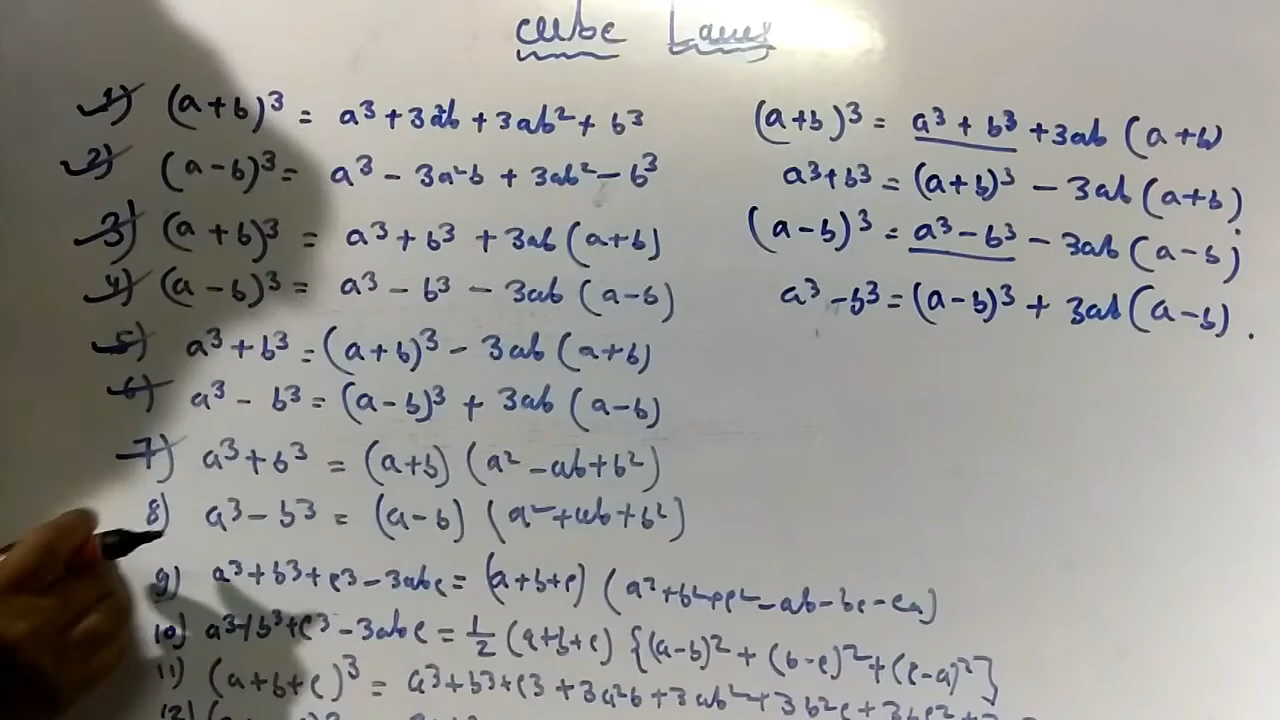 cube Laws
1) (a+b)³ = a³ + 3a²b + 3ab² + b³
2) (a-b)³ = a³ - 3a²b + 3ab² - b³
3) (a+b)³ = a³ + b³ + 3ab (a+b)
4) (a-b)³ = a³ - b³ - 3ab (a-b)
5) a³ + b³ = (a+b)³ - 3ab (a+b)
6) a³ - b³ = (a-b)³ + 3ab (a-b)
7) a³ + b³ = (a+b) (a² - ab + b²)
8) a³ - b³ = (a-b) (a² + ab + b²)
9) a³+b³+c³-3abc = (a+b+c) (a²+b²+c²-ab-bc-ca)
10) a³+b³+c³-3abc = 1/2 (a+b+c) {(a-b)² + (b-c)² + (c-a)²}
11) (a+b+c)³ = a³+b³+c³ + 3a²b + 3ab² + 3b²c + 3bc² +
12) (
(a+b)³ = a³ + b³ + 3ab (a+b)
a³+b³ = (a+b)³ - 3ab (a+b)
(a-b)³ = a³ - b³ - 3ab (a-b)
a³ - b³ = (a-b)³ + 3ab (a-b).